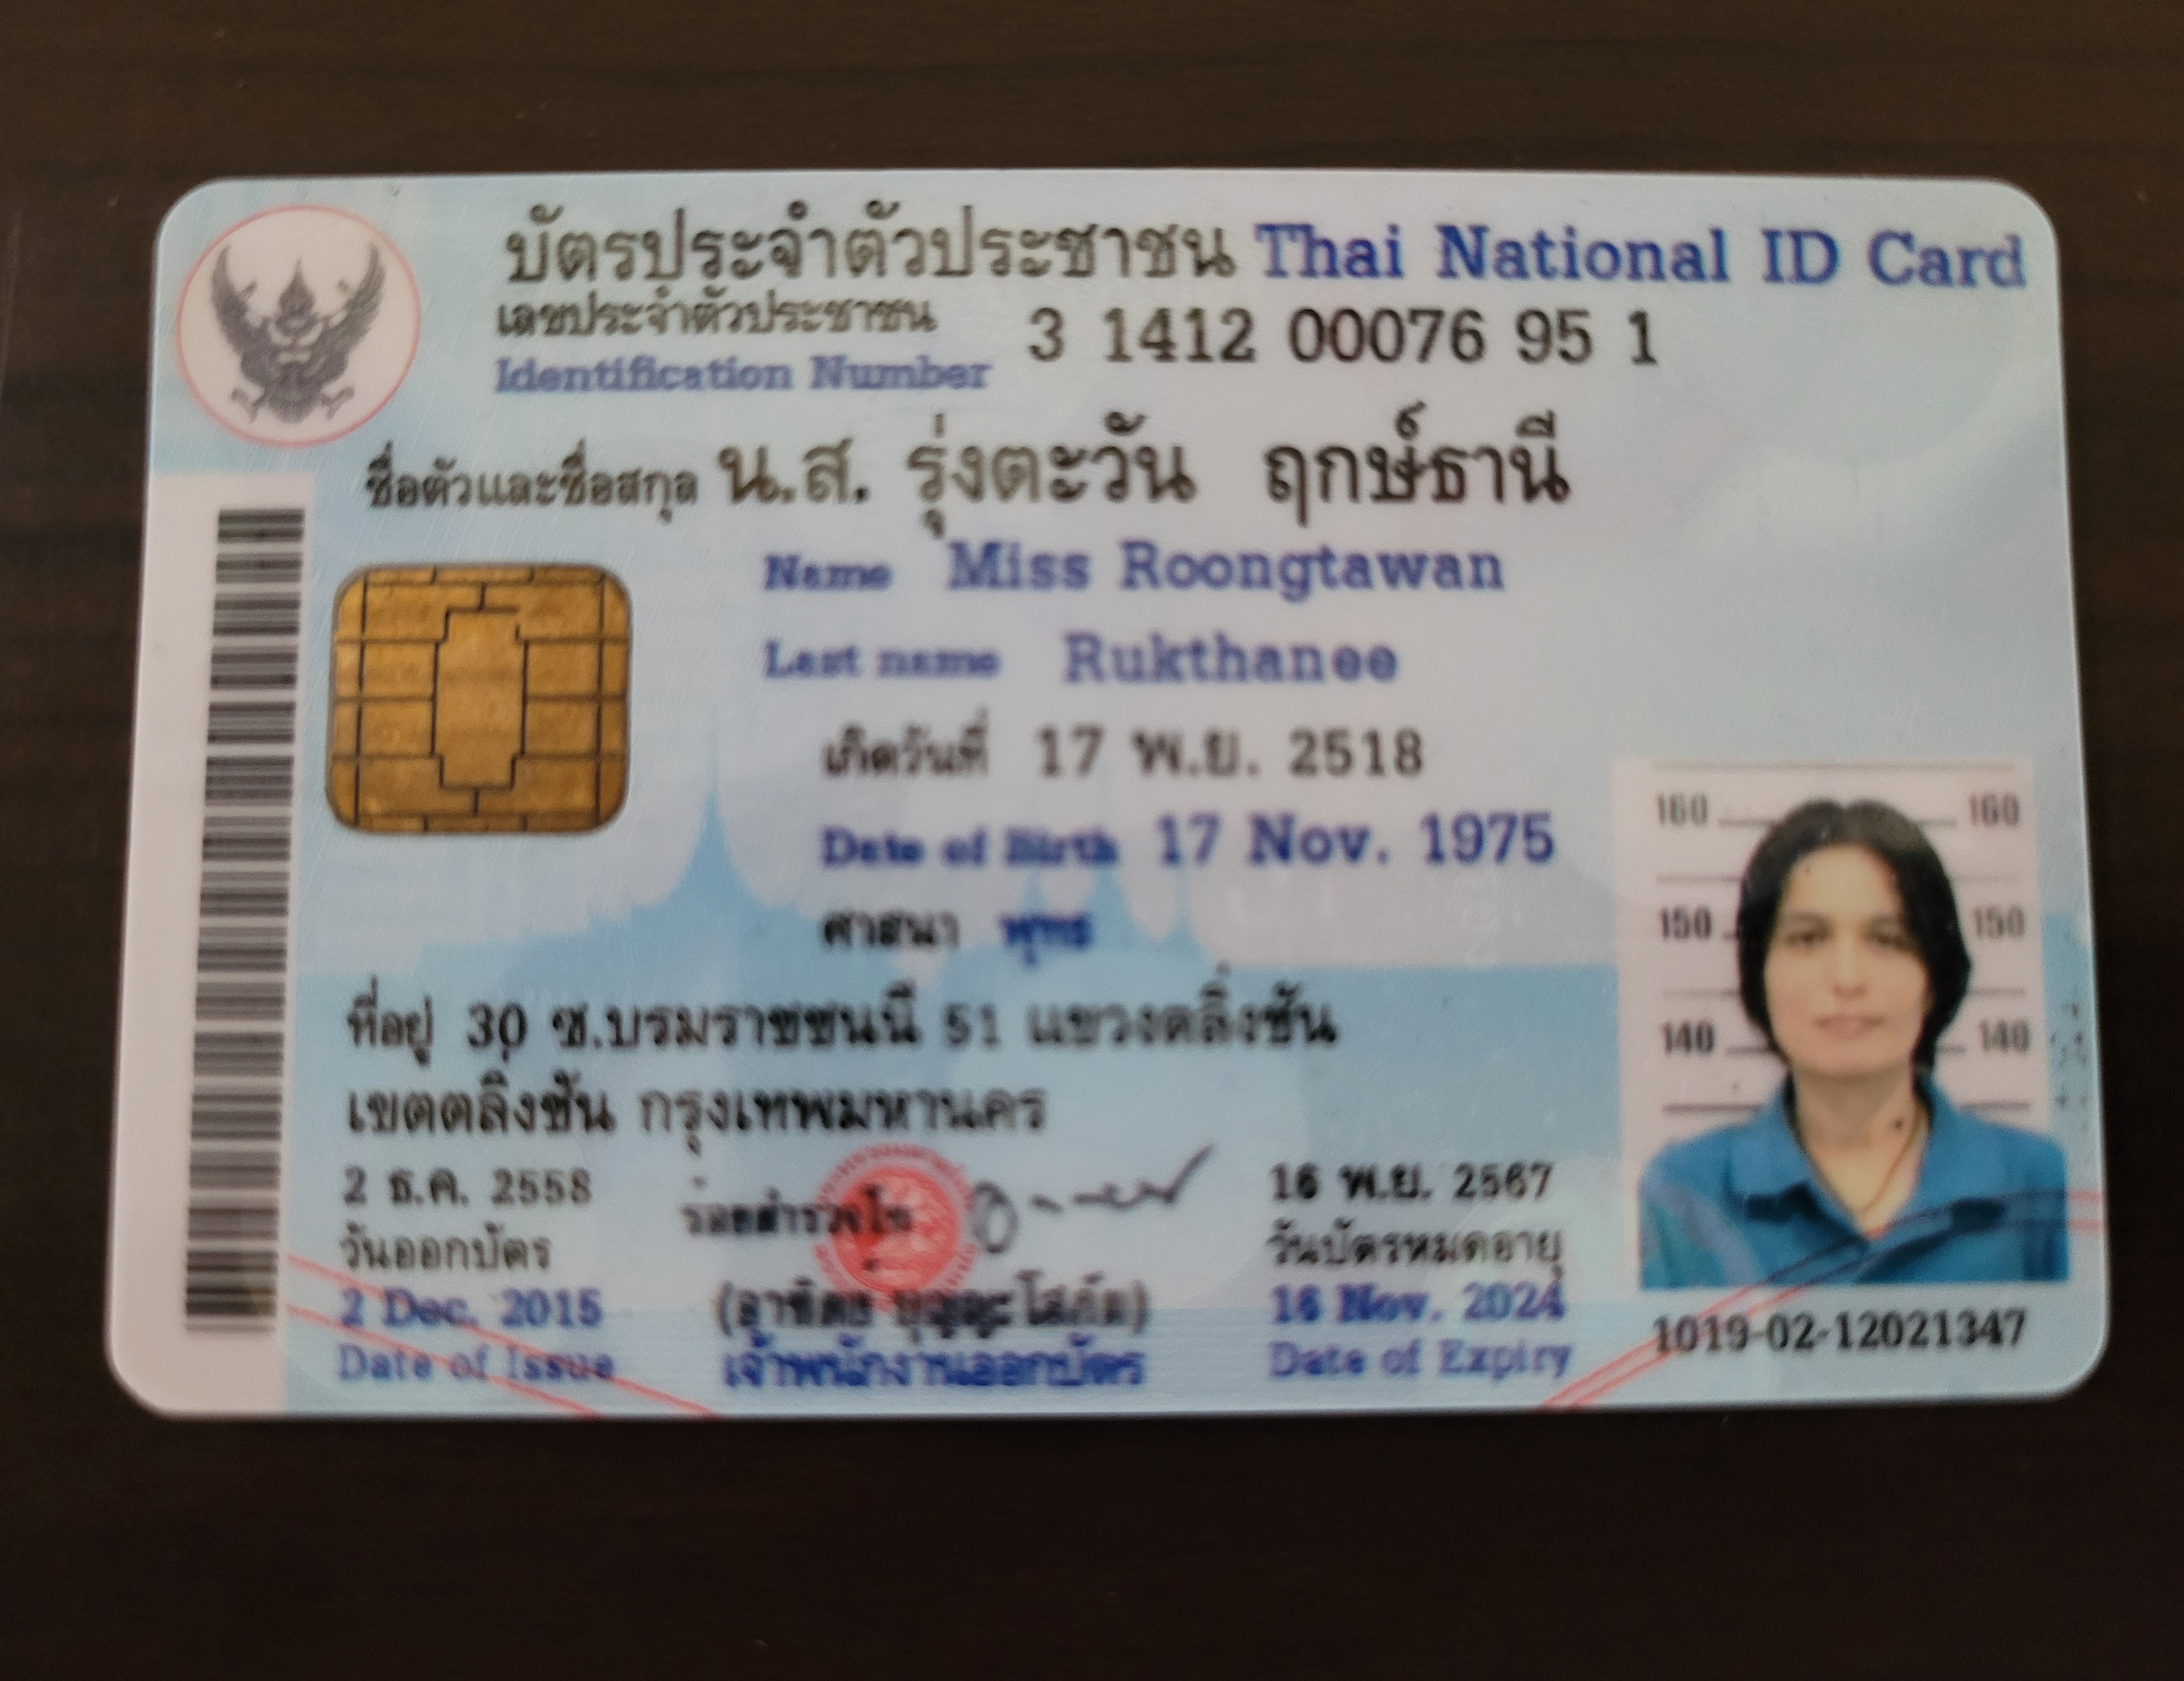 บัตรประจำตัวประชาชน Thai National ID Card
เลขประจำตัวประชาชน 3 1412 00076 95 1
Identification Number
ชื่อตัวและชื่อสกุล น.ส. รุ่งตะวัน ฤกษ์ธานี
Name Miss Roongtawan
Last name Rukthanee
เกิดวันที่ 17 พ.ย. 2518
Date of Birth 17 Nov. 1975
ศาสนา พุทธ
ที่อยู่ 30 ซ.บรมราชชนนี 51 แขวงตลิ่งชัน
เขตตลิ่งชัน กรุงเทพมหานคร
160 160
150 150
140 140
2 ธ.ค. 2558
วันออกบัตร
2 Dec. 2015
Date of Issue
ร้อยตำรวจโท
(อาทิตย์ บุญญะโสภัต)
เจ้าพนักงานออกบัตร
16 พ.ย. 2567
วันบัตรหมดอายุ
16 Nov. 2024
Date of Expiry
1019-02-12021347